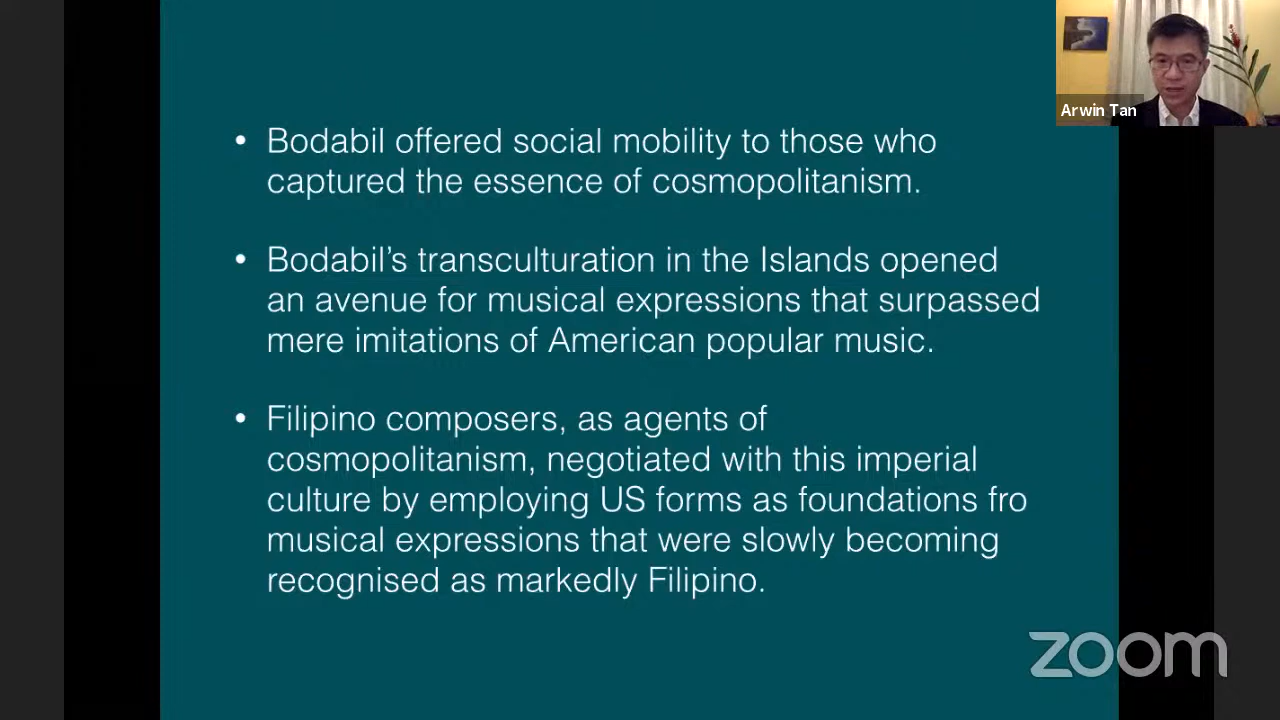 Arwin Tan
• Bodabil offered social mobility to those who
captured the essence of cosmopolitanism.
• Bodabil's transculturation in the Islands opened
an avenue for musical expressions that surpassed
mere imitations of American popular music.
• Filipino composers, as agents of
cosmopolitanism, negotiated with this imperial
culture by employing US forms as foundations fro
musical expressions that were slowly becoming
recognised as markedly Filipino.
zoom